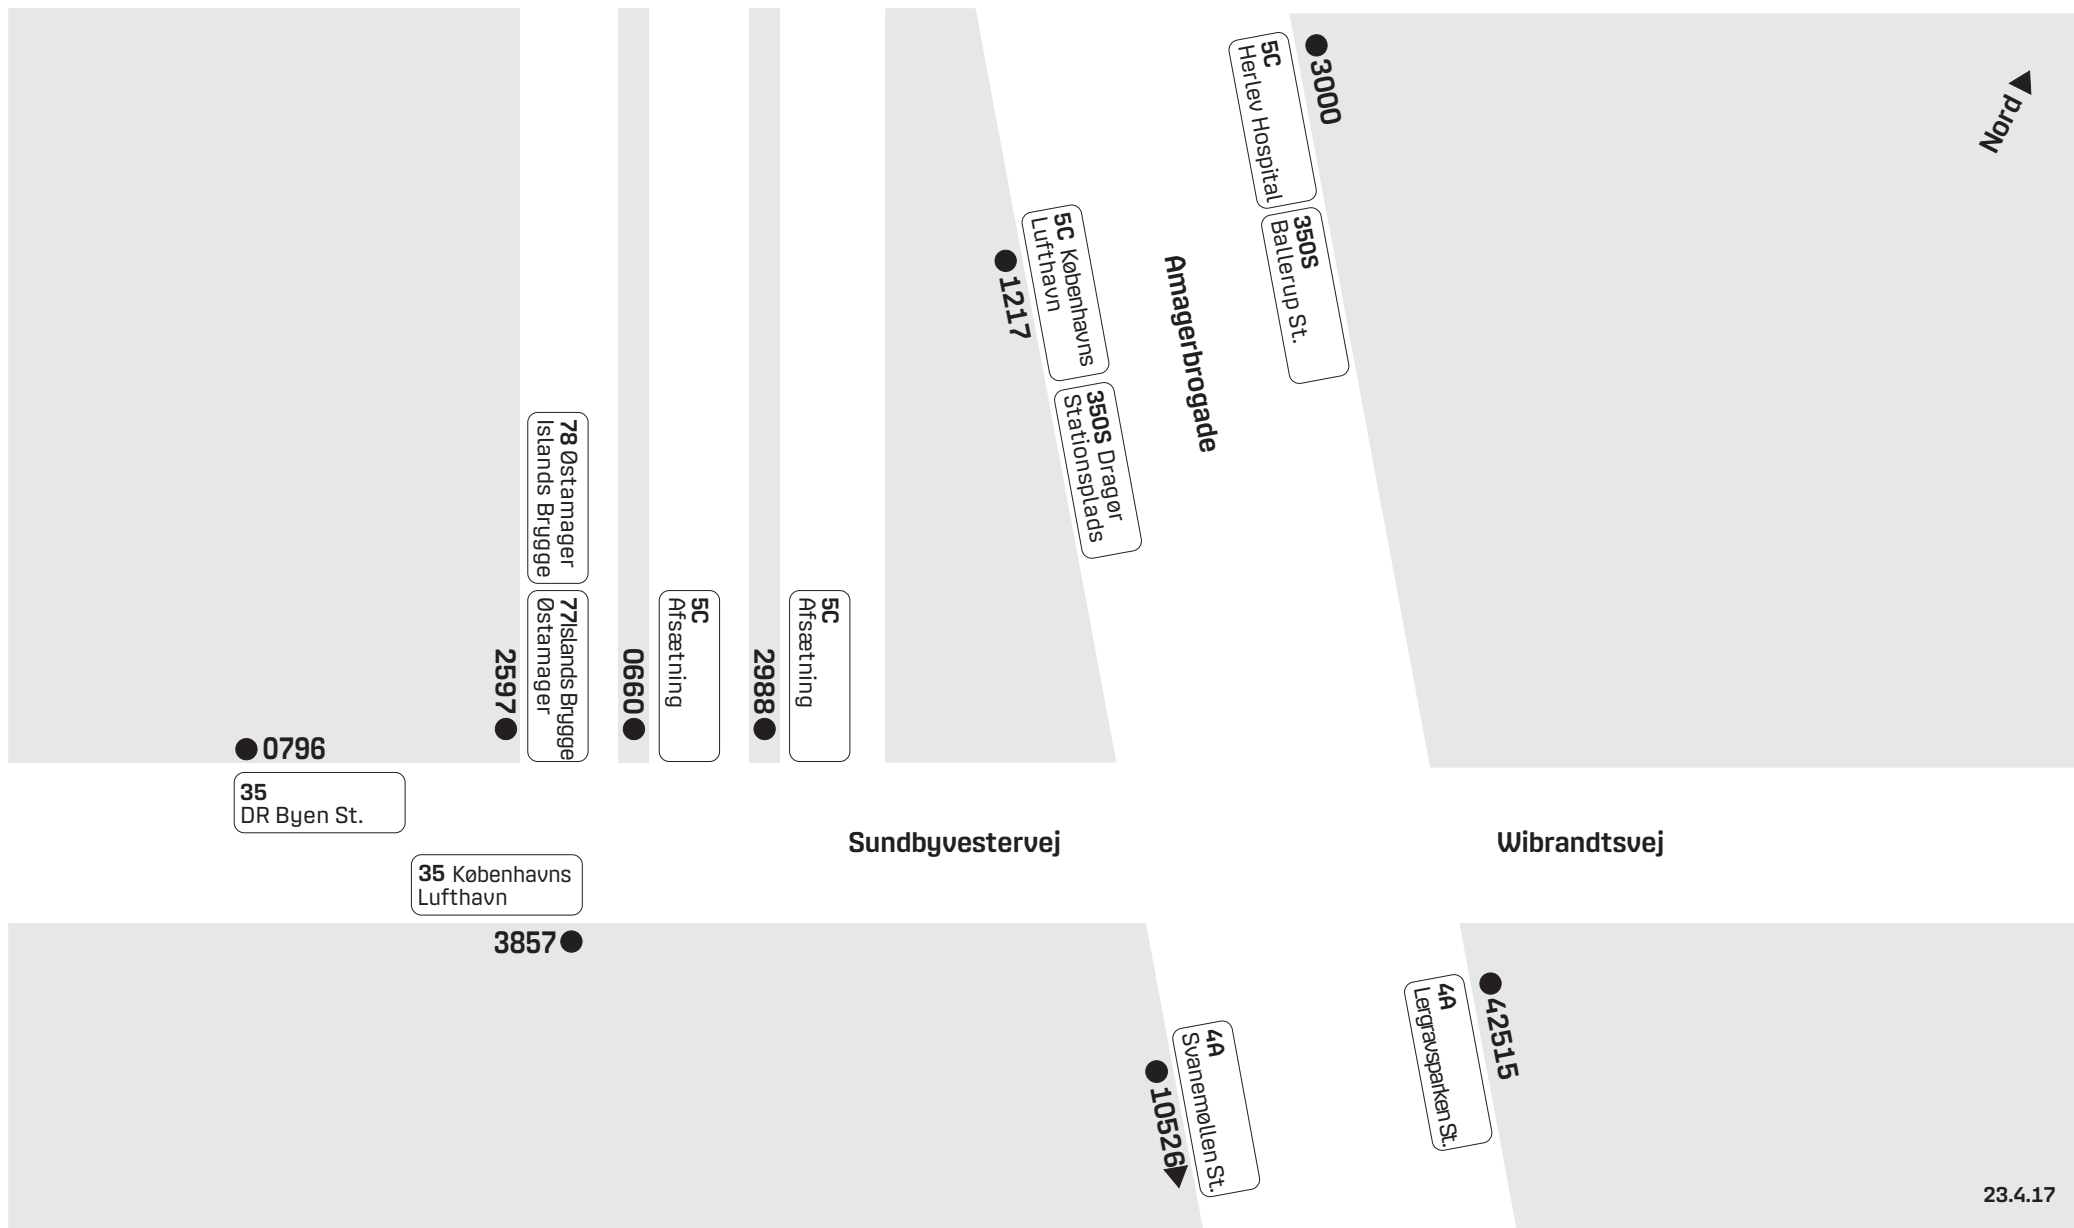 3000
5C
Herlev Hospital
350S
Ballerup St.
Nord
1217
5C Københavns
Lufthavn
350S Dragør
Stationsplads
Amagerbrogade
78 Østamager
Islands Brygge
77 Islands Brygge
Østamager
2597
0660
5C
Afsætning
2988
5C
Afsætning
0796
35
DR Byen St.
Sundbyvestervej
Wibrandtsvej
35 Københavns
Lufthavn
3857
10526
4A
Svanemøllen St.
4A
Lergravsparken St.
42515
23.4.17